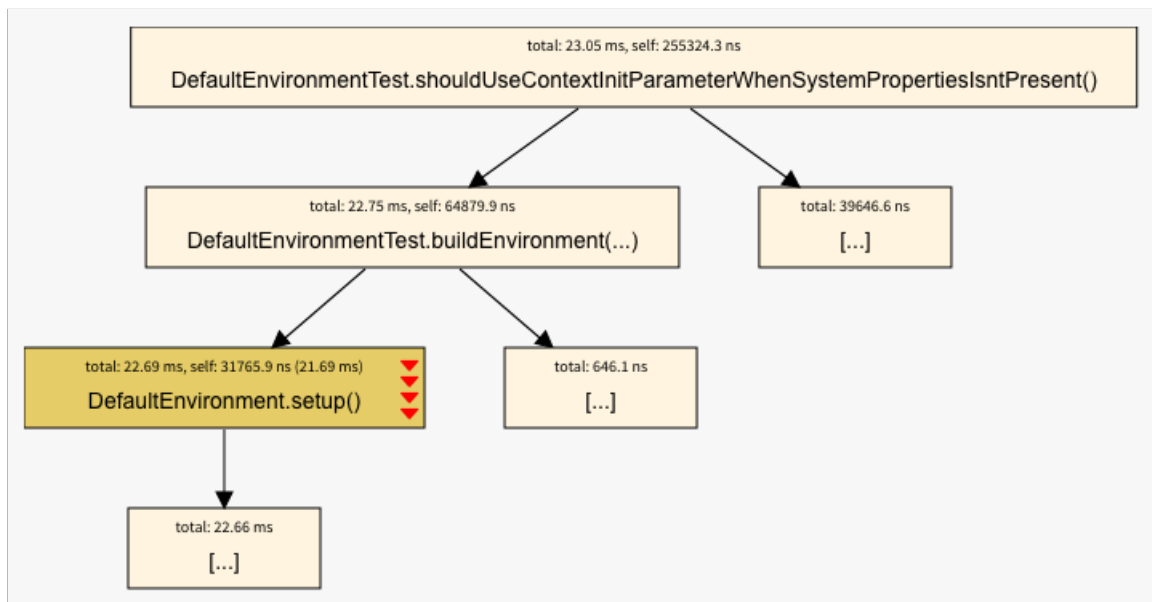 total: 23.05 ms, self: 255324.3 ns
DefaultEnvironmentTest.shouldUseContextInitParameterWhenSystemPropertiesIsntPresent()
total: 22.75 ms, self: 64879.9 ns
DefaultEnvironmentTest.buildEnvironment(...)
total: 39646.6 ns
[...]
total: 22.69 ms, self: 31765.9 ns (21.69 ms)
DefaultEnvironment.setup()
total: 646.1 ns
[...]
total: 22.66 ms
[...]